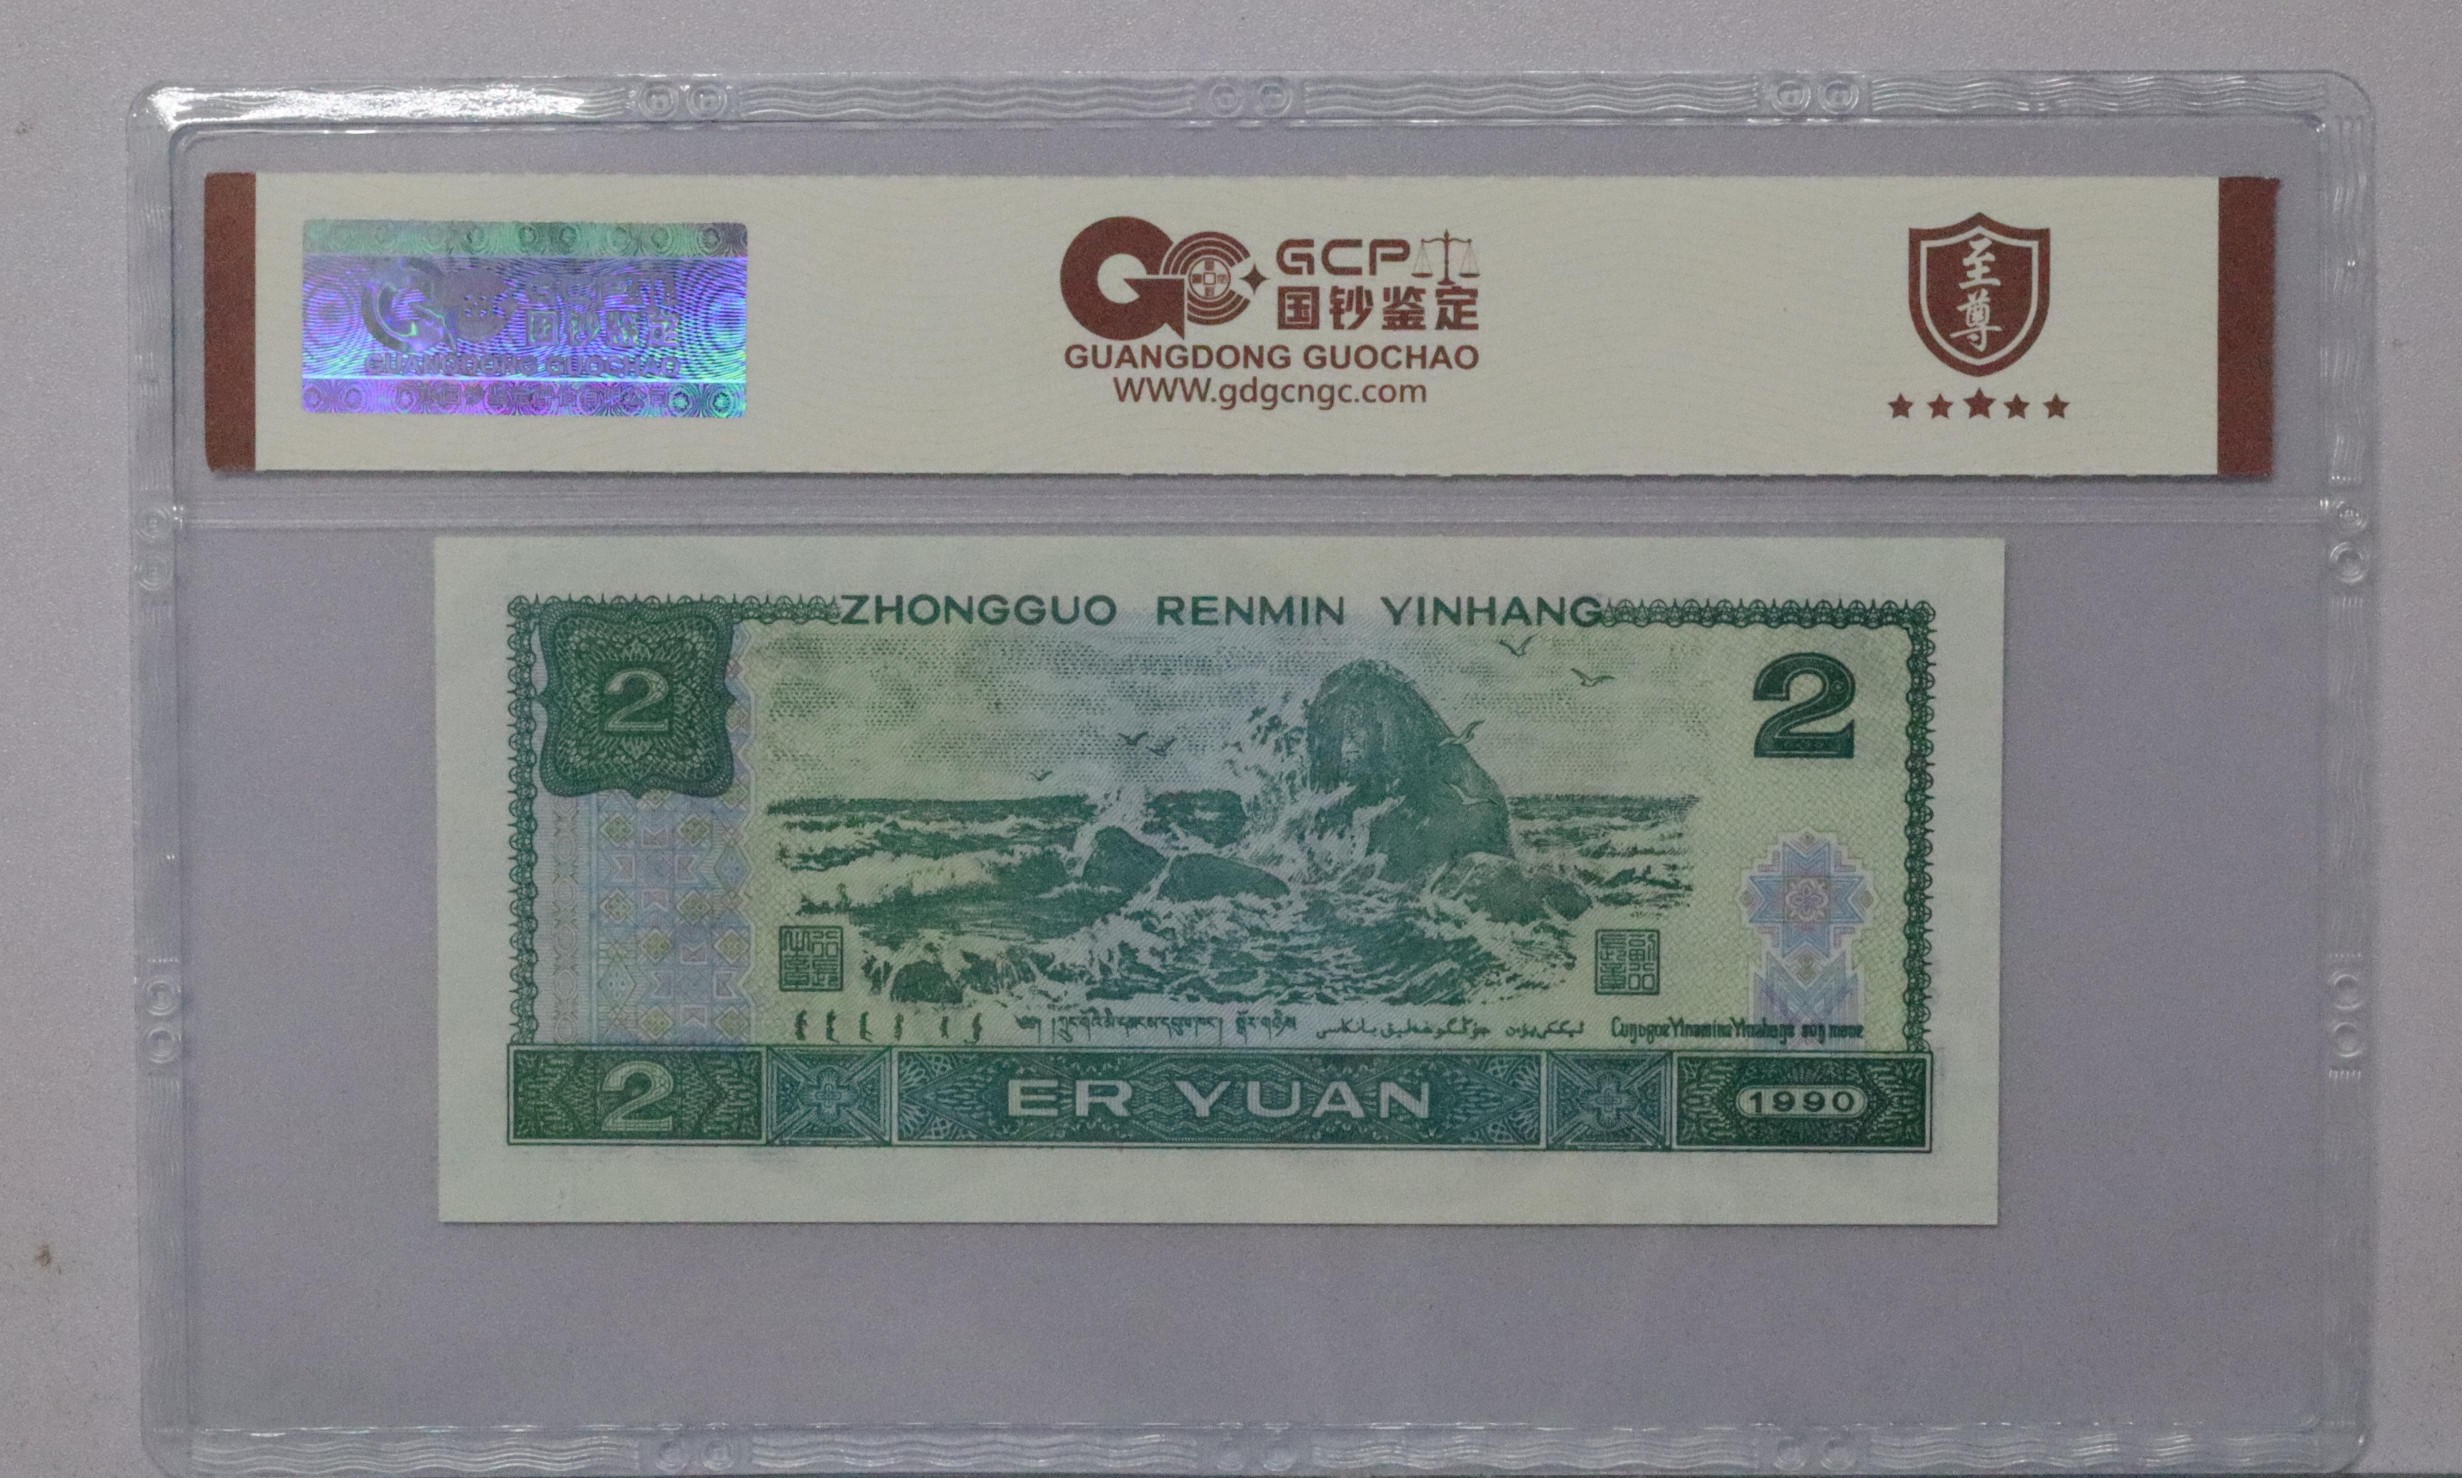 GCP
国钞鉴定
GUANGDONG GUOCHAO
WWW.gdgcngc.com
国钞鉴定
GUANGDONG GUOCHAO
至尊
ZHONGGUO RENMIN YINHANG
2
2
2
ER YUAN
1990